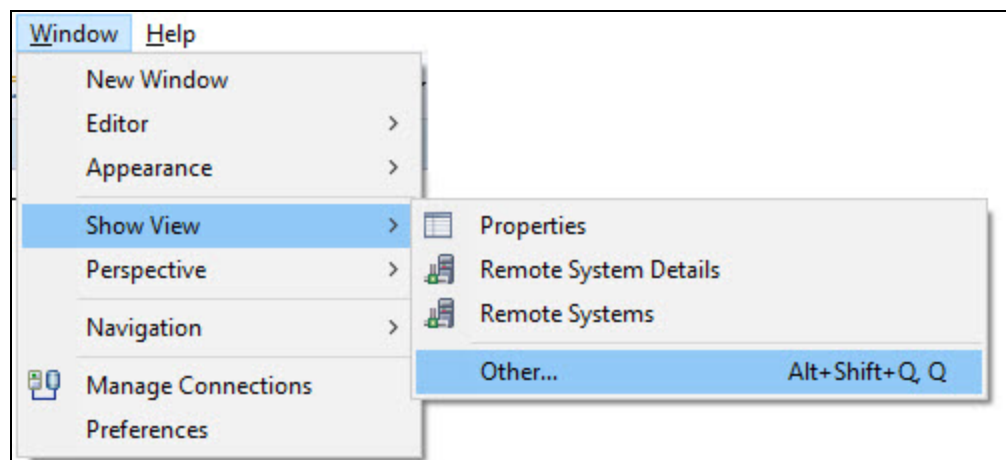 Window Help
New Window
Editor
Appearance
Show View
Perspective
Navigation
Manage Connections
Preferences
Properties
Remote System Details
Remote Systems
Other... Alt+Shift+Q, Q